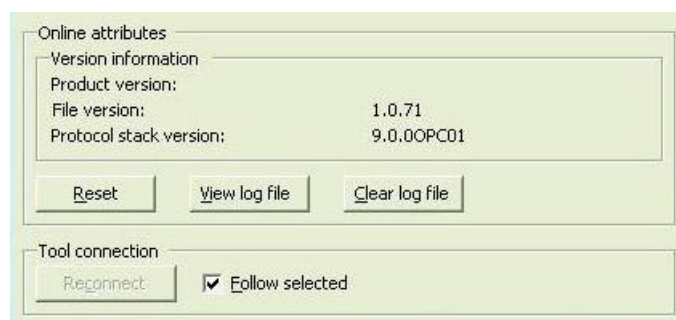 Online attributes
Version information
Product version:
File version: 1.0.71
Protocol stack version: 9.0.0OPC01
Reset View log file Clear log file
Tool connection
Reconnect Follow selected